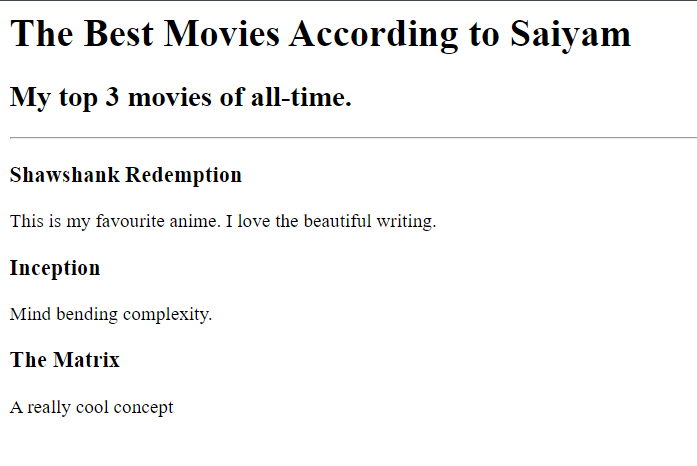 The Best Movies According to Saiyam
My top 3 movies of all-time.
Shawshank Redemption
This is my favourite anime. I love the beautiful writing.
Inception
Mind bending complexity.
The Matrix
A really cool concept